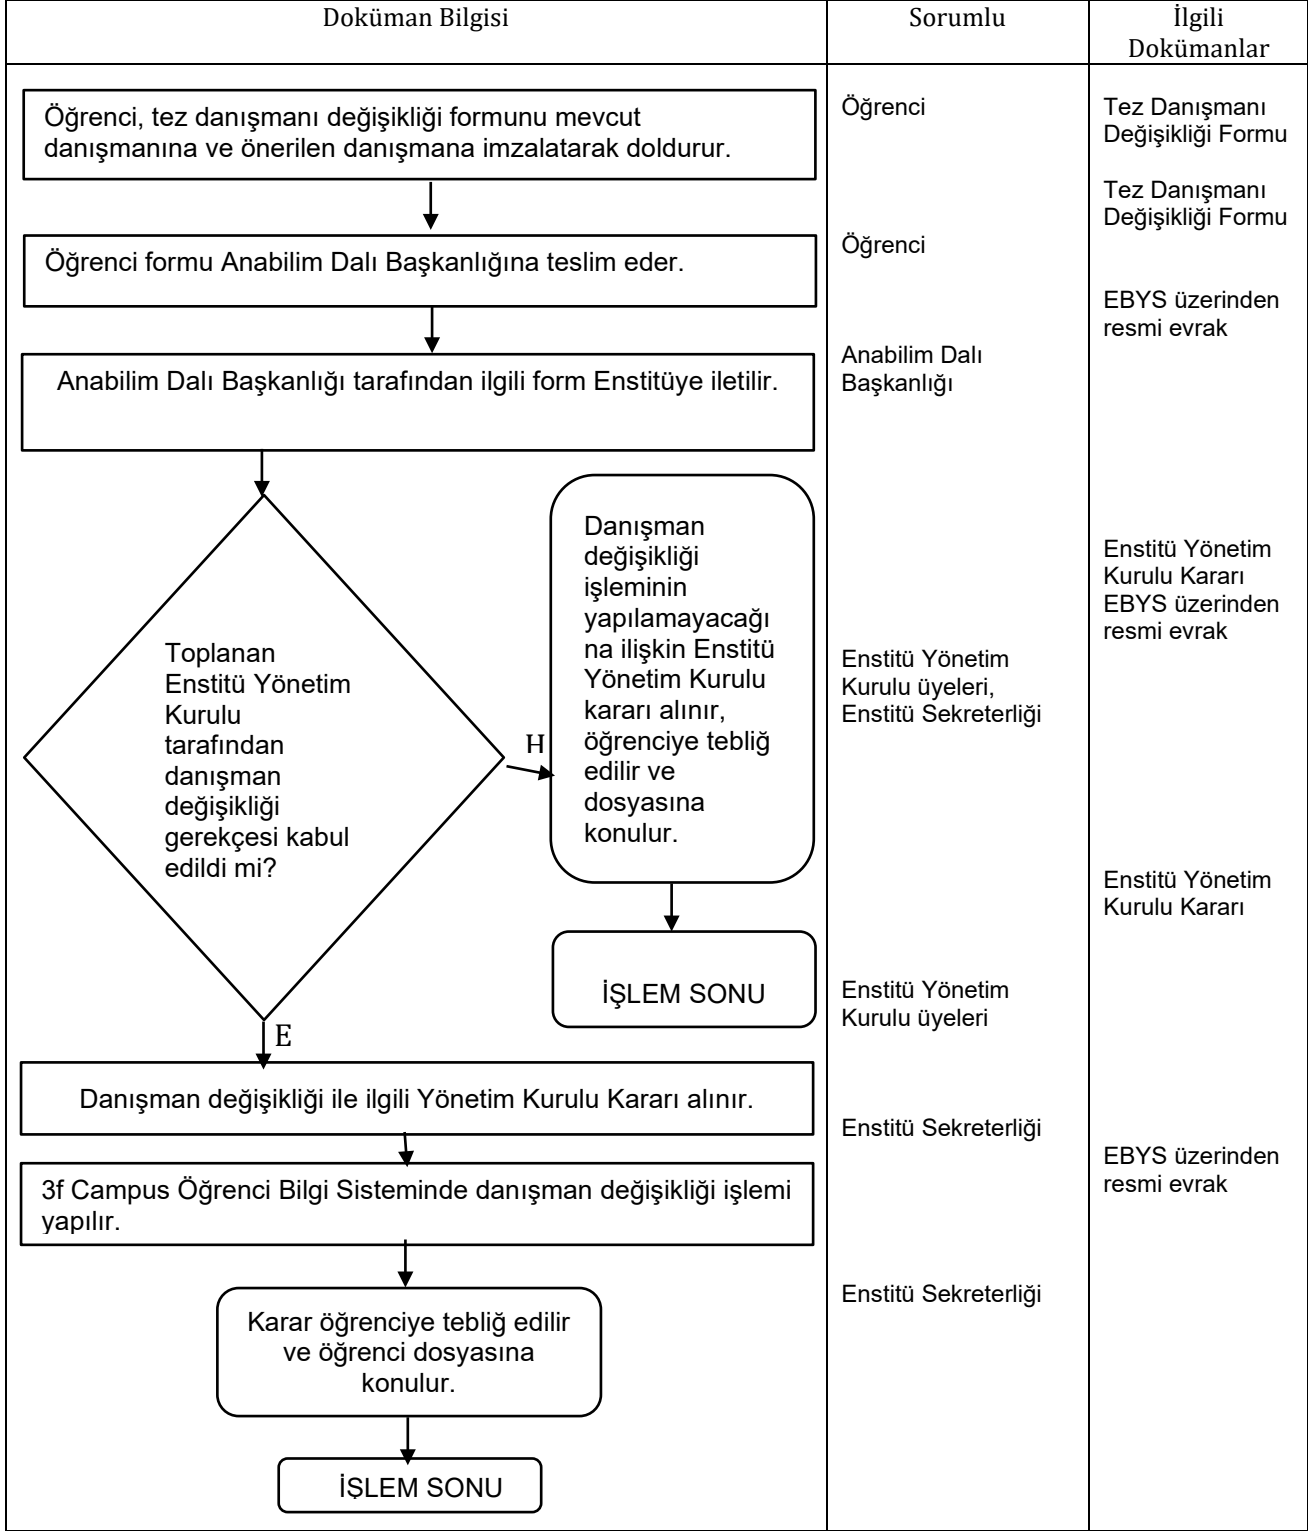 Doküman Bilgisi
Sorumlu
İlgili
Dokümanlar
Öğrenci, tez danışmanı değişikliği formunu mevcut
danışmanına ve önerilen danışmana imzalatarak doldurur.
Öğrenci formu Anabilim Dalı Başkanlığına teslim eder.
Anabilim Dalı Başkanlığı tarafından ilgili form Enstitüye iletilir.
Toplanan
Enstitü Yönetim
Kurulu
tarafından
danışman
değişikliği
gerekçesi kabul
edildi mi?
H
Danışman
değişikliği
işleminin
yapılamayacağı
na ilişkin Enstitü
Yönetim Kurulu
kararı alınır,
öğrenciye tebliğ
edilir ve
dosyasına
konulur.
İŞLEM SONU
E
Danışman değişikliği ile ilgili Yönetim Kurulu Kararı alınır.
3f Campus Öğrenci Bilgi Sisteminde danışman değişikliği işlemi
yapılır.
Karar öğrenciye tebliğ edilir
ve öğrenci dosyasına
konulur.
İŞLEM SONU
Öğrenci
Öğrenci
Anabilim Dalı
Başkanlığı
Enstitü Yönetim
Kurulu üyeleri,
Enstitü Sekreterliği
Enstitü Yönetim
Kurulu üyeleri
Enstitü Sekreterliği
Enstitü Sekreterliği
Tez Danışmanı
Değişikliği Formu
Tez Danışmanı
Değişikliği Formu
EBYS üzerinden
resmi evrak
Enstitü Yönetim
Kurulu Kararı
EBYS üzerinden
resmi evrak
Enstitü Yönetim
Kurulu Kararı
EBYS üzerinden
resmi evrak